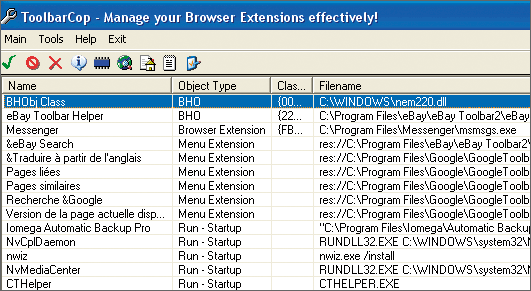 ToolbarCop - Manage your Browser Extensions effectively!
Main Tools Help Exit
Name Object Type Clas... Filename
BHObj Class BHO {00... C:\WINDOWS\nem220.dll
eBay Toolbar Helper BHO {22... C:\Program Files\eBay\eBay Toolbar2\eBay
Messenger Browser Extension {FB... C:\Program Files\Messenger\msmsgs.exe
&eBay Search Menu Extension res://C:\Program Files\eBay\eBay Toolbar2
&Traduire à partir de l'anglais Menu Extension res://C:\Program Files\Google\GoogleToolb
Pages liées Menu Extension res://C:\Program Files\Google\GoogleToolb
Pages similaires Menu Extension res://C:\Program Files\Google\GoogleToolb
Recherche &Google Menu Extension res://C:\Program Files\Google\GoogleToolb
Version de la page actuelle disp... Menu Extension res://C:\Program Files\Google\GoogleToolb
Iomega Automatic Backup Pro Run - Startup "C:\Program Files\Iomega\Automatic Backup
NvCplDaemon Run - Startup RUNDLL32.EXE C:\WINDOWS\system32\N
nwiz Run - Startup nwiz.exe /install
NvMediaCenter Run - Startup RUNDLL32.EXE C:\WINDOWS\system32\N
CTHelper Run - Startup CTHELPER.EXE